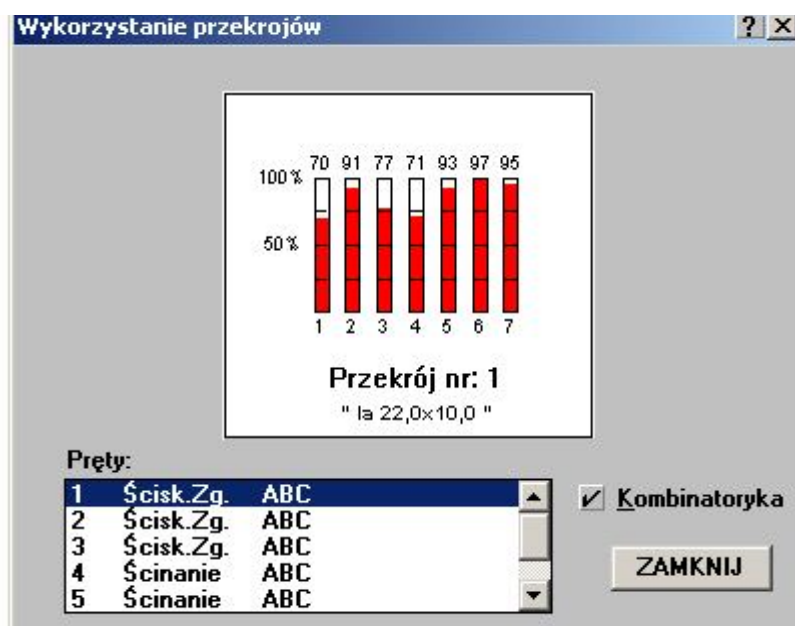 Wykorzystanie przekrojów
70 91 77 71 93 97 95
100%
50%
1 2 3 4 5 6 7
Przekrój nr: 1
" Ia 22,0x10,0 "
Pręty:
1 Ścisk.Zg. ABC
2 Ścisk.Zg. ABC
3 Ścisk.Zg. ABC
4 Ścinanie ABC
5 Ścinanie ABC
Kombinatoryka
ZAMKNIJ